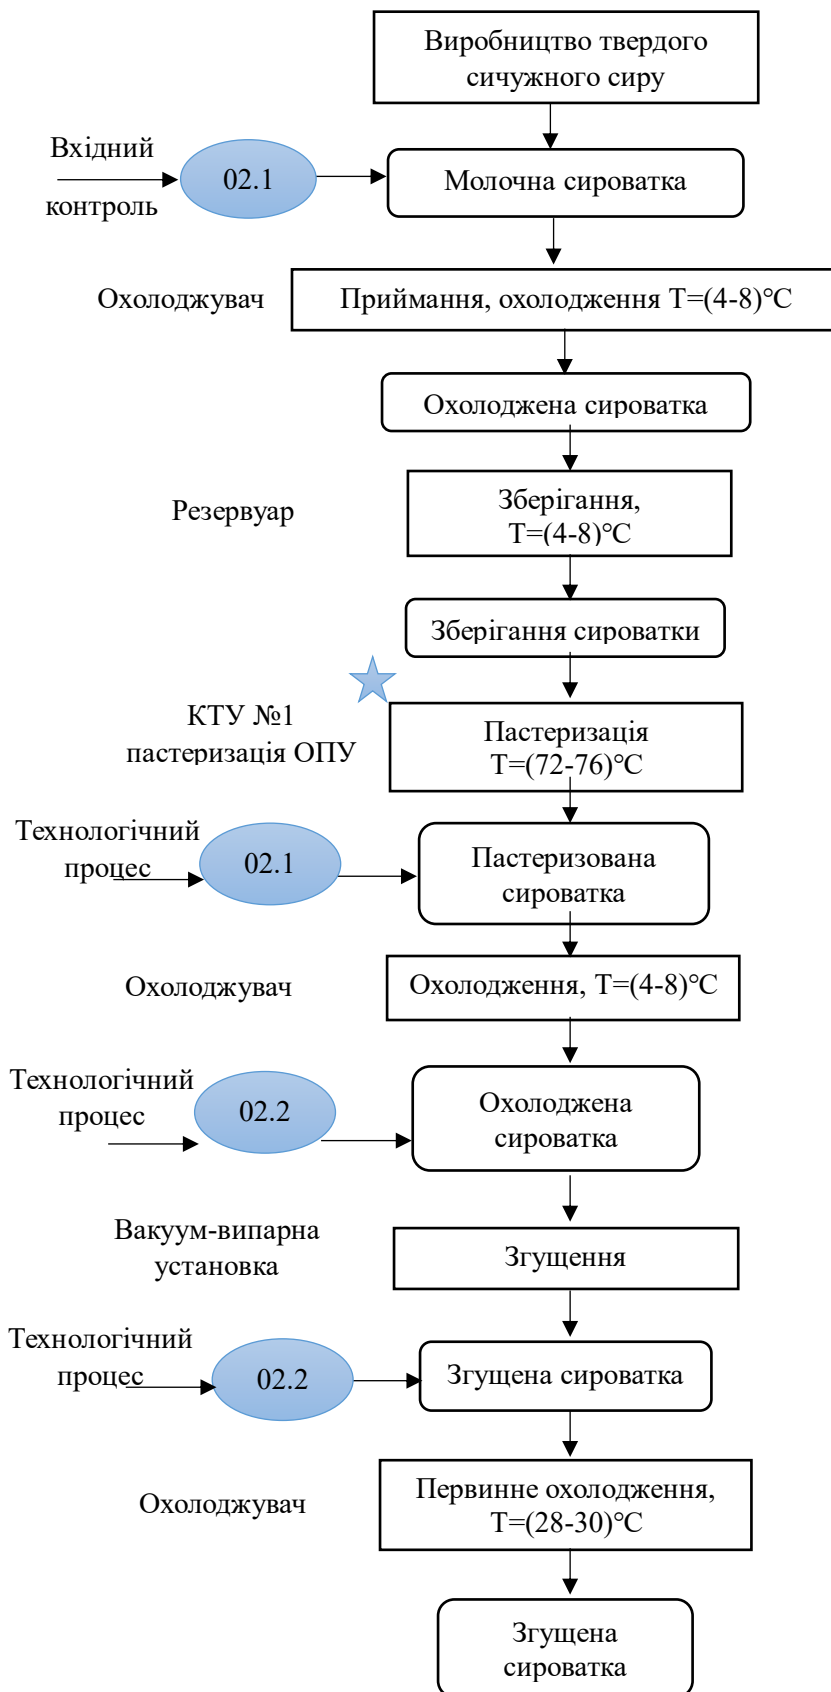 Виробництво твердого
сичужного сиру
Вхідний
контроль
02.1
Молочна сироватка
Охолоджувач
Приймання, охолодження Т=(4-8)°С
Охолоджена сироватка
Резервуар
Зберігання,
Т=(4-8)°С
Зберігання сироватки
КТУ №1
пастеризація ОПУ
Пастеризація
Т=(72-76)°С
Технологічний
процес
02.1
Пастеризована
сироватка
Охолоджувач
Охолодження, Т=(4-8)°С
Технологічний
процес
02.2
Охолоджена
сироватка
Вакуум-випарна
установка
Згущення
Технологічний
процес
02.2
Згущена сироватка
Охолоджувач
Первинне охолодження,
Т=(28-30)°С
Згущена
сироватка